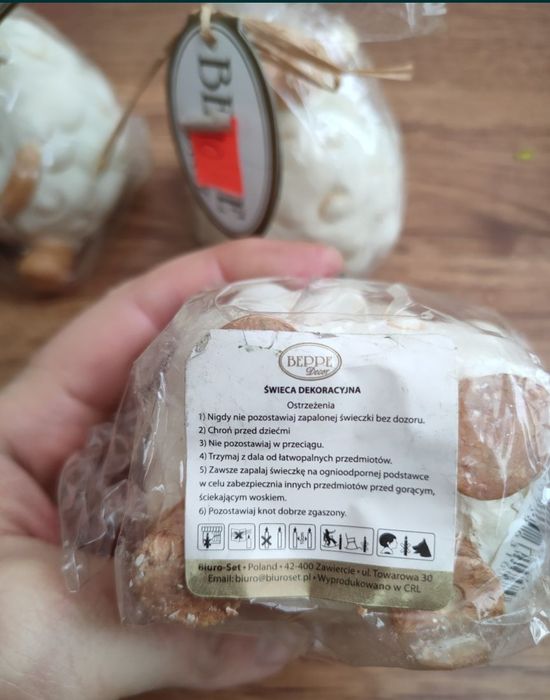 BEPPE
Decor
ŚWIECA DEKORACYJNA
Ostrzeżenia
1) Nigdy nie pozostawiaj zapalonej świeczki bez dozoru.
2) Chroń przed dziećmi
3) Nie pozostawiaj w przeciągu.
4) Trzymaj z dala od łatwopalnych przedmiotów.
5) Zawsze zapalaj świeczkę na ognioodpornej podstawce
w celu zabezpiecznia innych przedmiotów przed gorącym,
ściekającym woskiem.
6) Pozostawiaj knot dobrze zgaszony.
Biuro-Set • Poland • 42-400 Zawiercie • ul. Towarowa 30
Email: biuro@biuroset.pl • Wyprodukowano w CRL